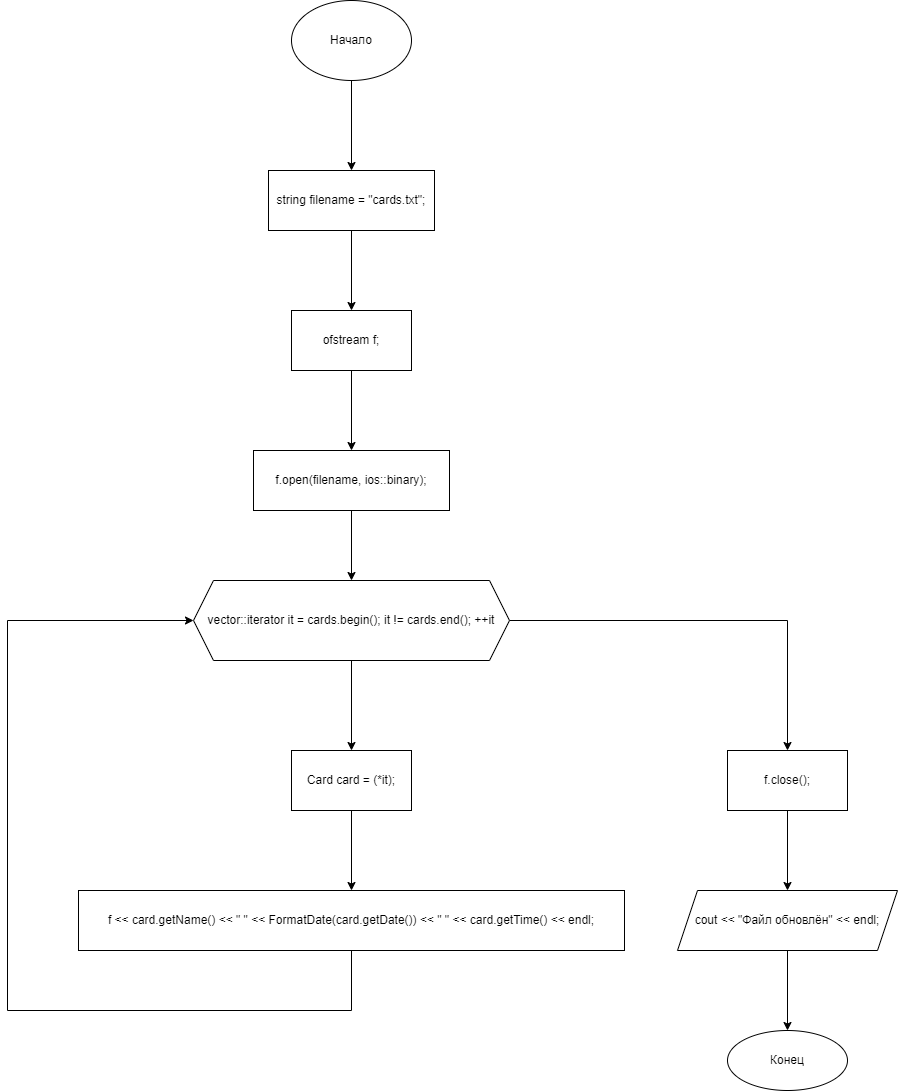 Начало
string filename = "cards.txt";
ofstream f;
f.open(filename, ios::binary);
vector::iterator it = cards.begin(); it != cards.end(); ++it
Card card = (*it);
f.close();
f << card.getName() << " " << FormatDate(card.getDate()) << " " << card.getTime() << endl;
cout << "Файл обновлён" << endl;
Конец